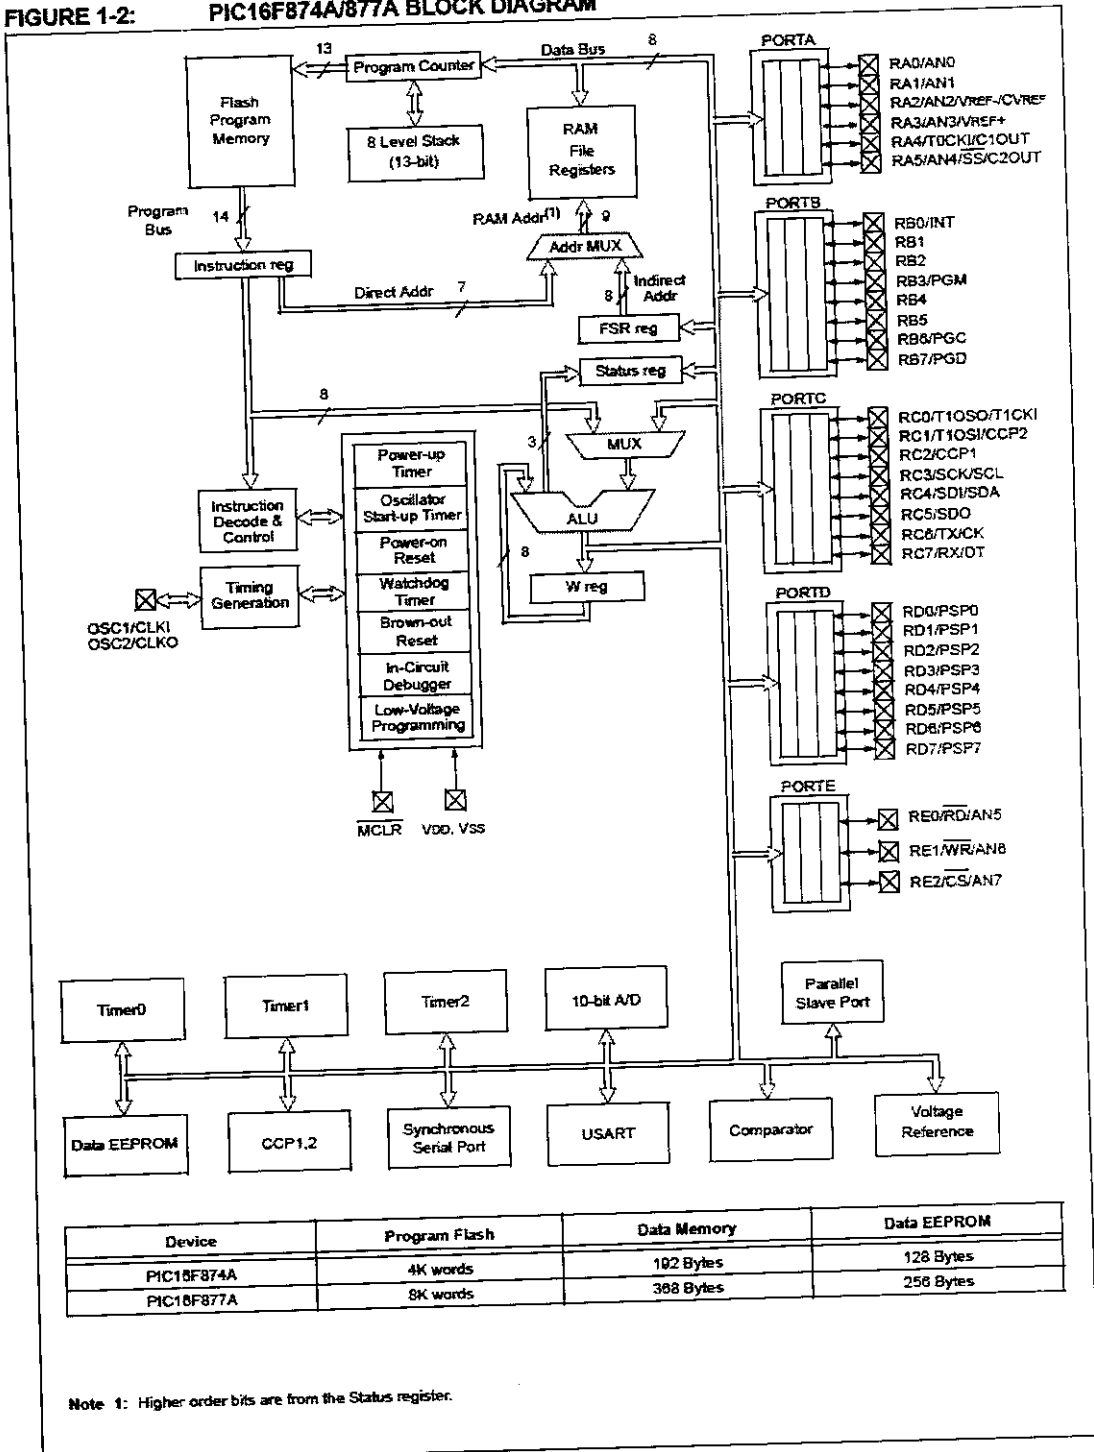 FIGURE 1-2: PIC16F874A/877A BLOCK DIAGRAM
13
Program Counter
Data Bus
8
Flash
Program
Memory
8 Level Stack
(13-bit)
RAM
File
Registers
Program
Bus
14
RAM Addr(1)
9
Addr MUX
Instruction reg
Direct Addr
7
8
Indirect
Addr
FSR reg
Status reg
8
3
MUX
Power-up
Timer
Oscillator
Start-up Timer
Power-on
Reset
Watchdog
Timer
Brown-out
Reset
In-Circuit
Debugger
Low-Voltage
Programming
Instruction
Decode &
Control
Timing
Generation
OSC1/CLKI
OSC2/CLKO
ALU
8
W reg
MCLR
VDD, VSS
PORTA
RA0/AN0
RA1/AN1
RA2/AN2/VREF-/CVREF
RA3/AN3/VREF+
RA4/T0CKI/C1OUT
RA5/AN4/SS/C2OUT
PORTB
RB0/INT
RB1
RB2
RB3/PGM
RB4
RB5
RB6/PGC
RB7/PGD
PORTC
RC0/T1OSO/T1CKI
RC1/T1OSI/CCP2
RC2/CCP1
RC3/SCK/SCL
RC4/SDI/SDA
RC5/SDO
RC6/TX/CK
RC7/RX/DT
PORTD
RD0/PSP0
RD1/PSP1
RD2/PSP2
RD3/PSP3
RD4/PSP4
RD5/PSP5
RD6/PSP6
RD7/PSP7
PORTE
RE0/RD/AN5
RE1/WR/AN6
RE2/CS/AN7
Timer0
Timer1
Timer2
10-bit A/D
Parallel
Slave Port
Data EEPROM
CCP1,2
Synchronous
Serial Port
USART
Comparator
Voltage
Reference
Device Program Flash Data Memory Data EEPROM
PIC16F874A 4K words 192 Bytes 128 Bytes
PIC16F877A 8K words 368 Bytes 256 Bytes
Note 1: Higher order bits are from the Status register.